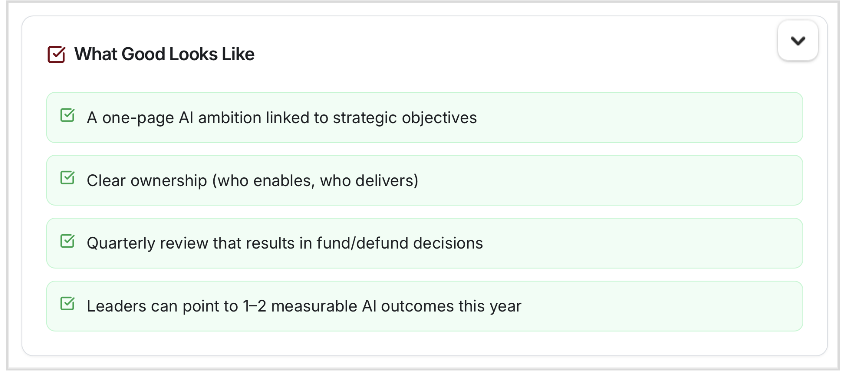 What Good Looks Like
A one-page AI ambition linked to strategic objectives
Clear ownership (who enables, who delivers)
Quarterly review that results in fund/defund decisions
Leaders can point to 1–2 measurable AI outcomes this year